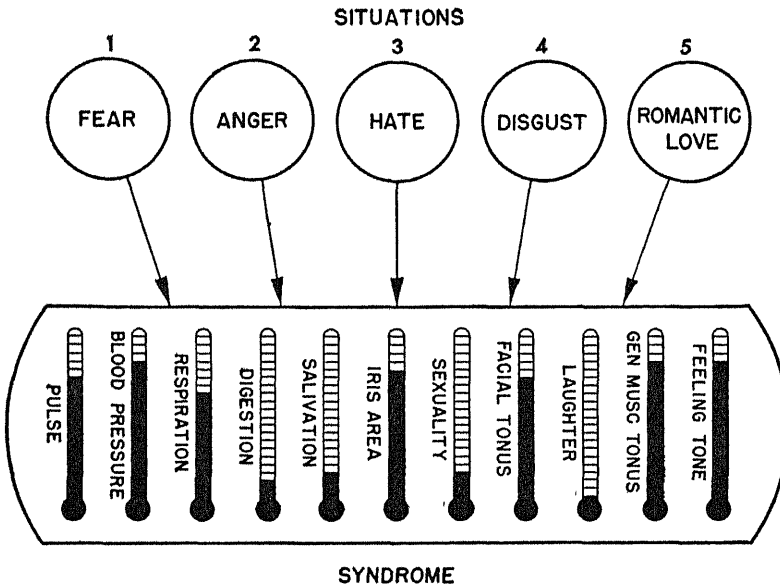 SITUATIONS
1 2 3 4 5
FEAR
ANGER
HATE
DISGUST
ROMANTIC
LOVE
PULSE
BLOOD PRESSURE
RESPIRATION
DIGESTION
SALIVATION
IRIS AREA
SEXUALITY
FACIAL TONUS
LAUGHTER
GEN MUSC TONUS
FEELING TONE
SYNDROME